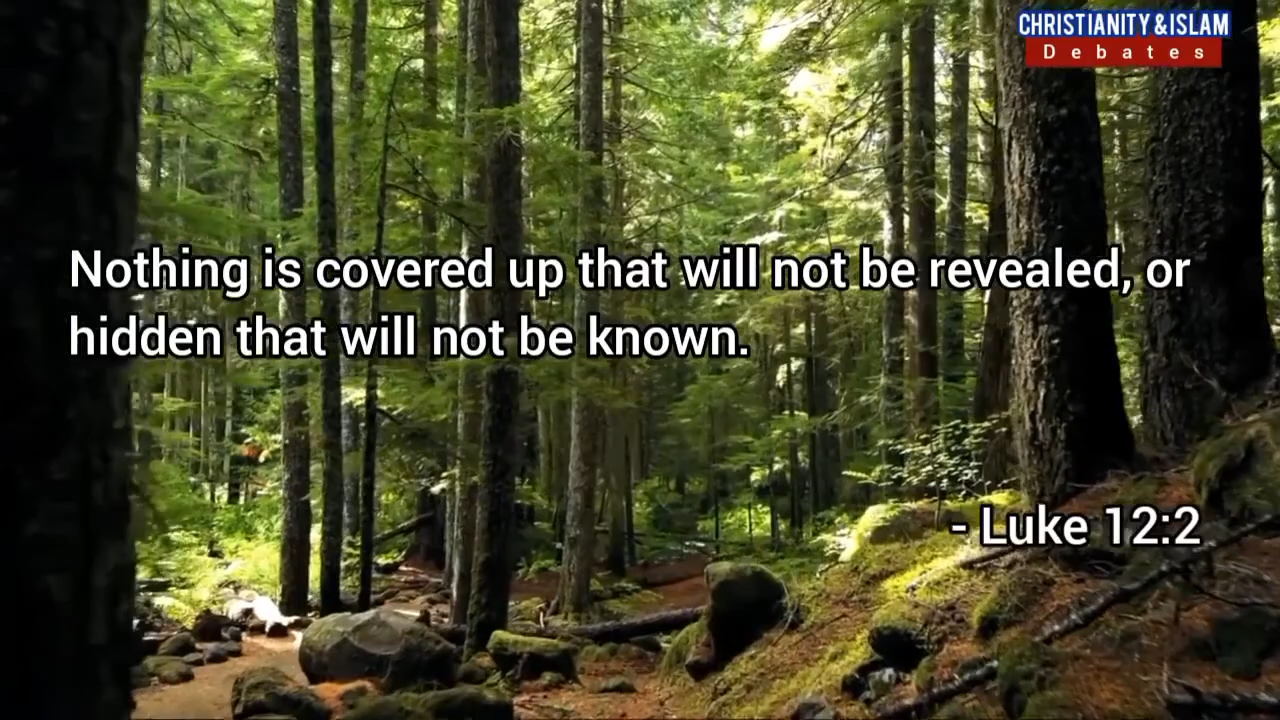 CHRISTIANITY & ISLAM
Debates
Nothing is covered up that will not be revealed, or
hidden that will not be known.
- Luke 12:2